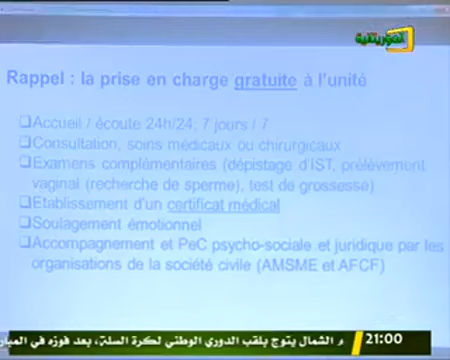 الموريتانية
Rappel : la prise en charge gratuite à l'unité
❑Accueil / écoute 24h/24; 7 jours / 7
❑Consultation, soins médicaux ou chirurgicaux
❑Examens complémentaires (dépistage d'IST, prélèvement
vaginal (recherche de sperme), test de grossesse)
❑Etablissement d'un certificat médical
❑Soulagement émotionnel
❑Accompagnement et PeC psycho-sociale et juridique par les
organisations de la société civile (AMSME et AFCF)
م الشمال يتوج بلقب الدوري الوطني لكرة السلة، بعد فوزه في المبار
21:00